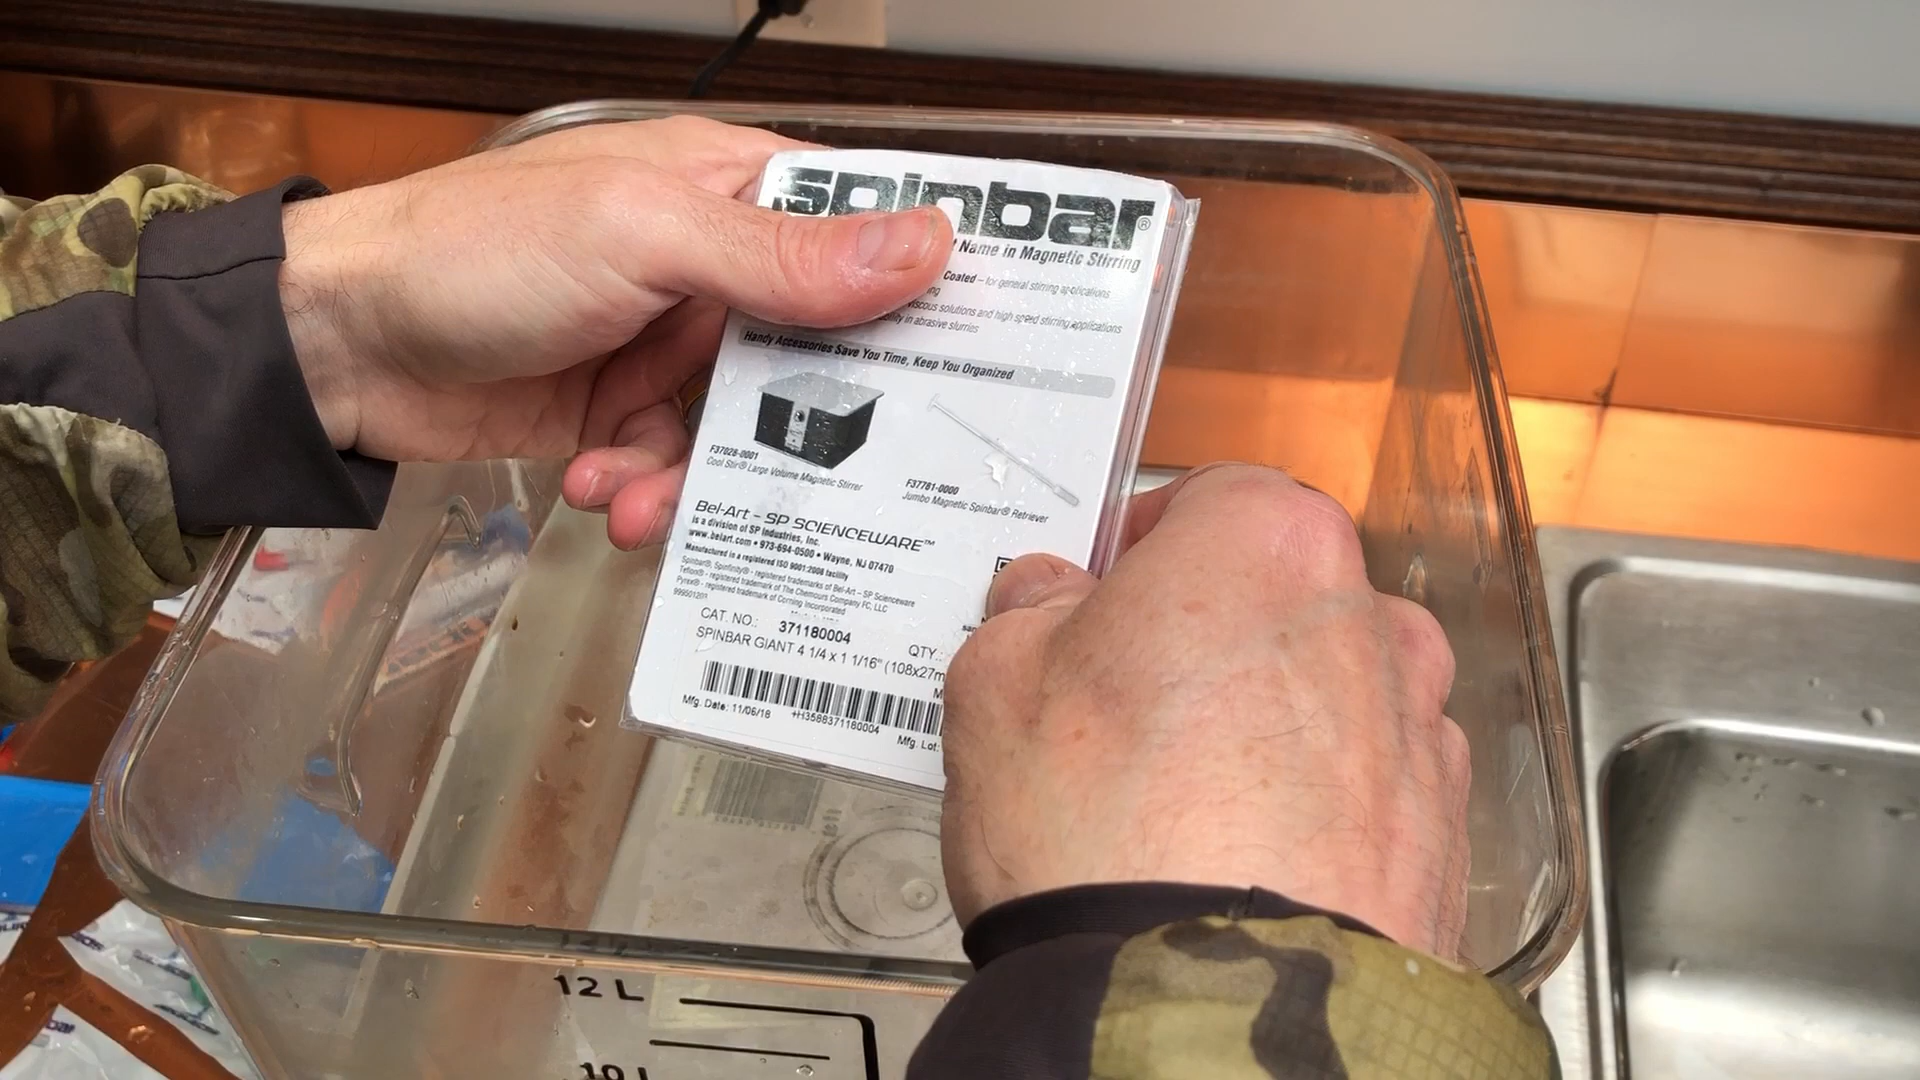 spinbar®
Name in Magnetic Stirring
Coated – for general stirring applications
viscous solutions and high speed stirring applications
in abrasive slurries
Handy Accessories Save You Time, Keep You Organized
F37028-0001
Cool Stir® Large Volume Magnetic Stirrer
F37781-0000
Jumbo Magnetic Spinbar® Retriever
Bel-Art – SP SCIENCEWARE™
is a division of SP Industries, Inc.
www.belart.com • 973-694-0500 • Wayne, NJ 07470
Manufactured in a registered ISO 9001:2008 facility
Spinbar®, Spinfinity® - registered trademarks of Bel-Art – SP Scienceware
Teflon® - registered trademark of The Chemours Company FC, LLC
Pyrex® - registered trademark of Corning Incorporated
CAT. NO.: 371180004
QTY.:
SPINBAR GIANT 4 1/4 x 1 1/16" (108x27m
Mfg. Date: 11/06/18
+H3588371180004
Mfg. Lot:
12 L
10 L